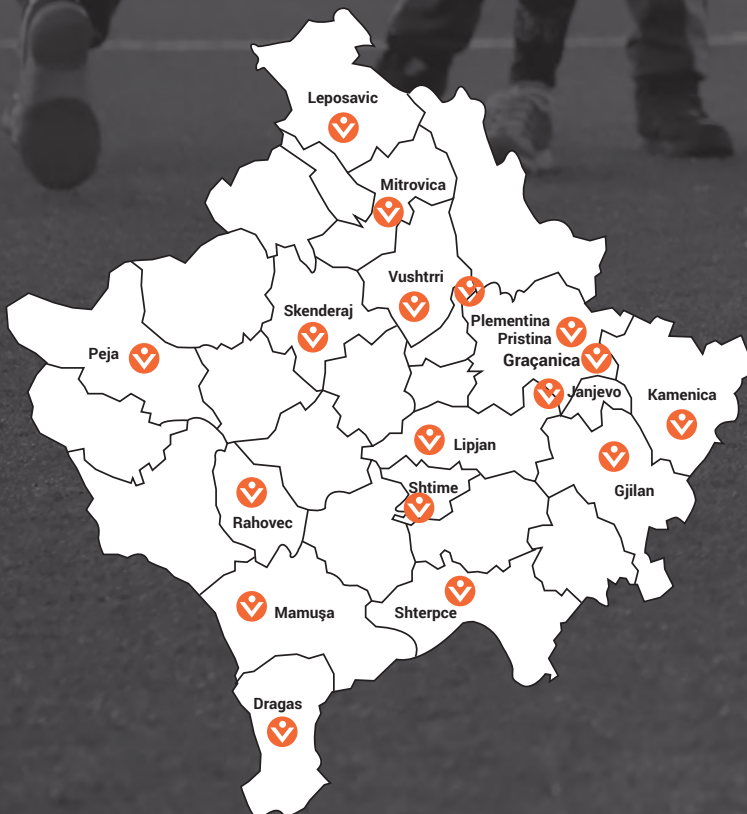 Leposavic
Mitrovica
Vushtrri
Skenderaj
Plementina
Pristina
Peja
Graçanica
Janjevo
Kamenica
Lipjan
Shtime
Gjilan
Rahovec
Mamuşa
Shterpce
Dragas